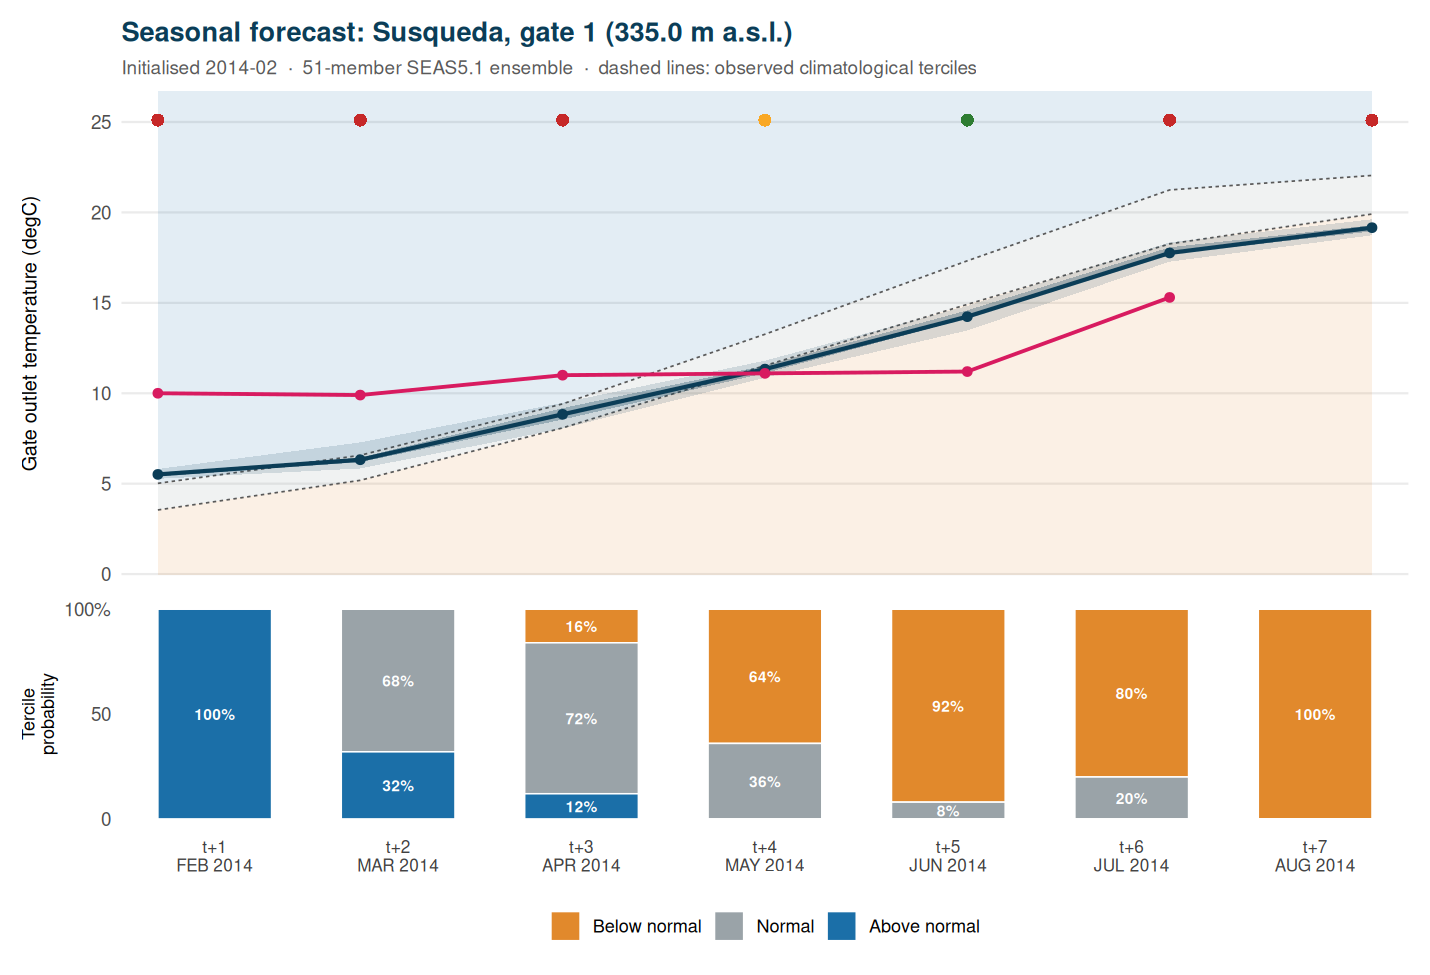 Seasonal forecast: Susqueda, gate 1 (335.0 m a.s.l.)
Initialised 2014-02 · 51-member SEAS5.1 ensemble · dashed lines: observed climatological terciles
Gate outlet temperature (degC)
25
20
15
10
5
0
Tercile
probability
100%
50
0
100%
68%
32%
16%
72%
12%
64%
36%
92%
8%
80%
20%
100%
t+1
FEB 2014
t+2
MAR 2014
t+3
APR 2014
t+4
MAY 2014
t+5
JUN 2014
t+6
JUL 2014
t+7
AUG 2014
Below normal
Normal
Above normal